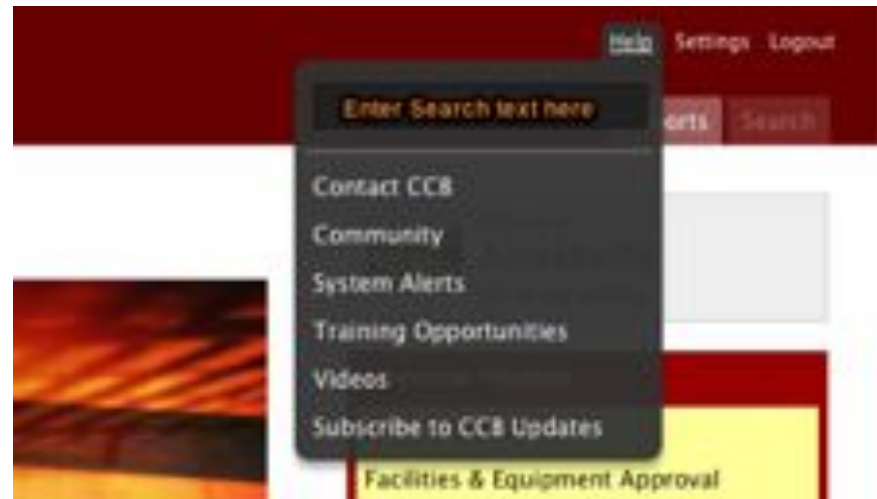 Help Settings Logout
Enter Search text here
orts Search
Contact CCB
Community
System Alerts
Training Opportunities
Videos
Subscribe to CCB Updates
Facilities & Equipment Approval